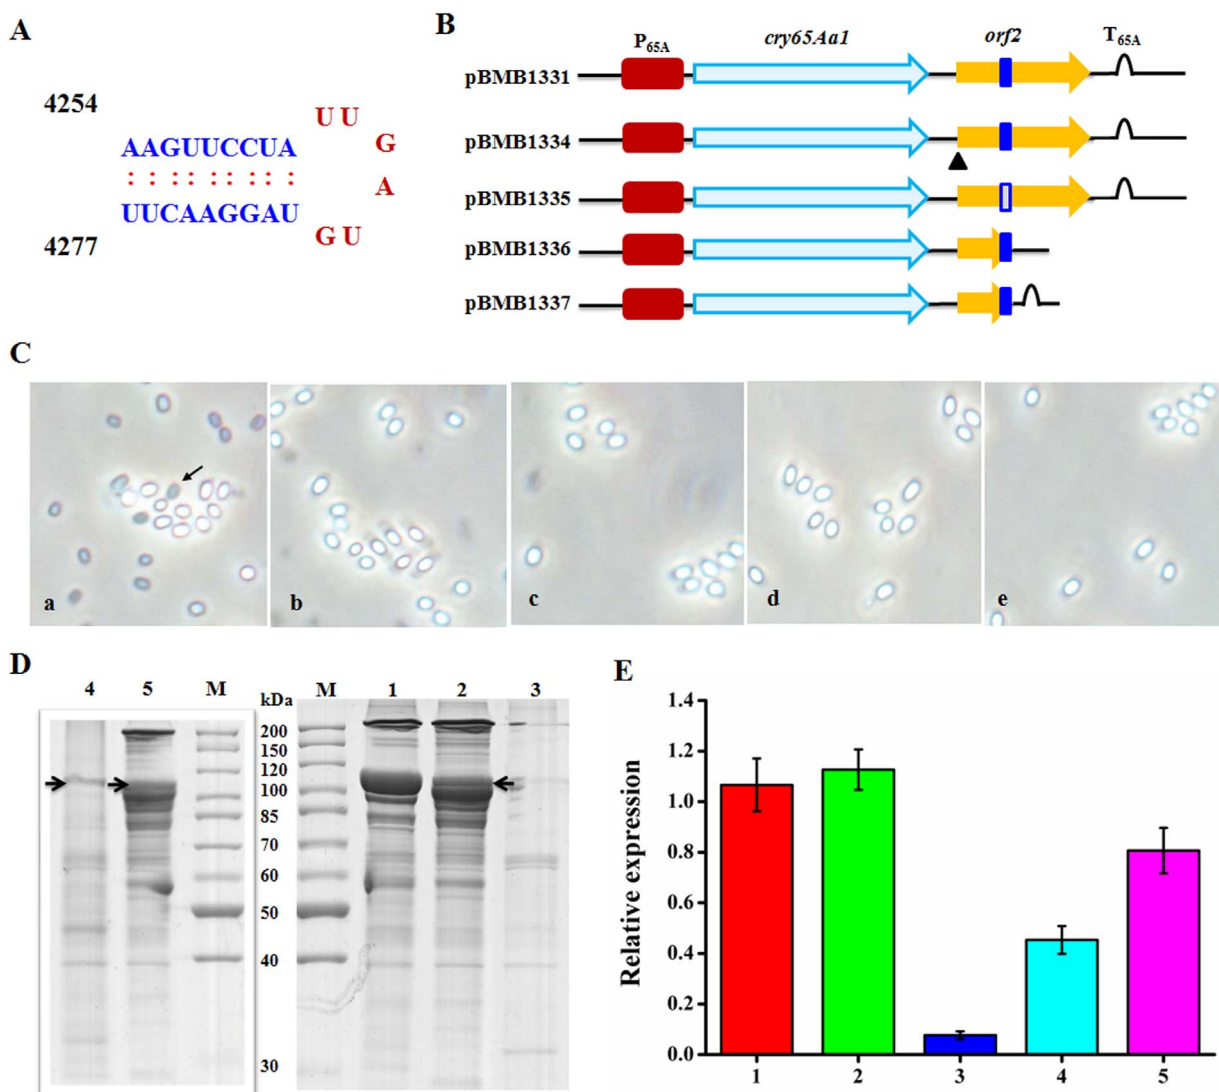 A
4254
UU
AAGUUCCUA
G
: : :: :: :: : :
A
UUCAAGGAU
GU
4277
B
P65A cry65Aa1 orf2 T65A
pBMB1331
pBMB1334
pBMB1335
pBMB1336
pBMB1337
C
a b c d e
D
4 5 M kDa M 1 2 3
200
150
120
100
85
70
60
50
40
30
E
Relative expression
1.4
1.2
1.0
0.8
0.6
0.4
0.2
0.0
1 2 3 4 5